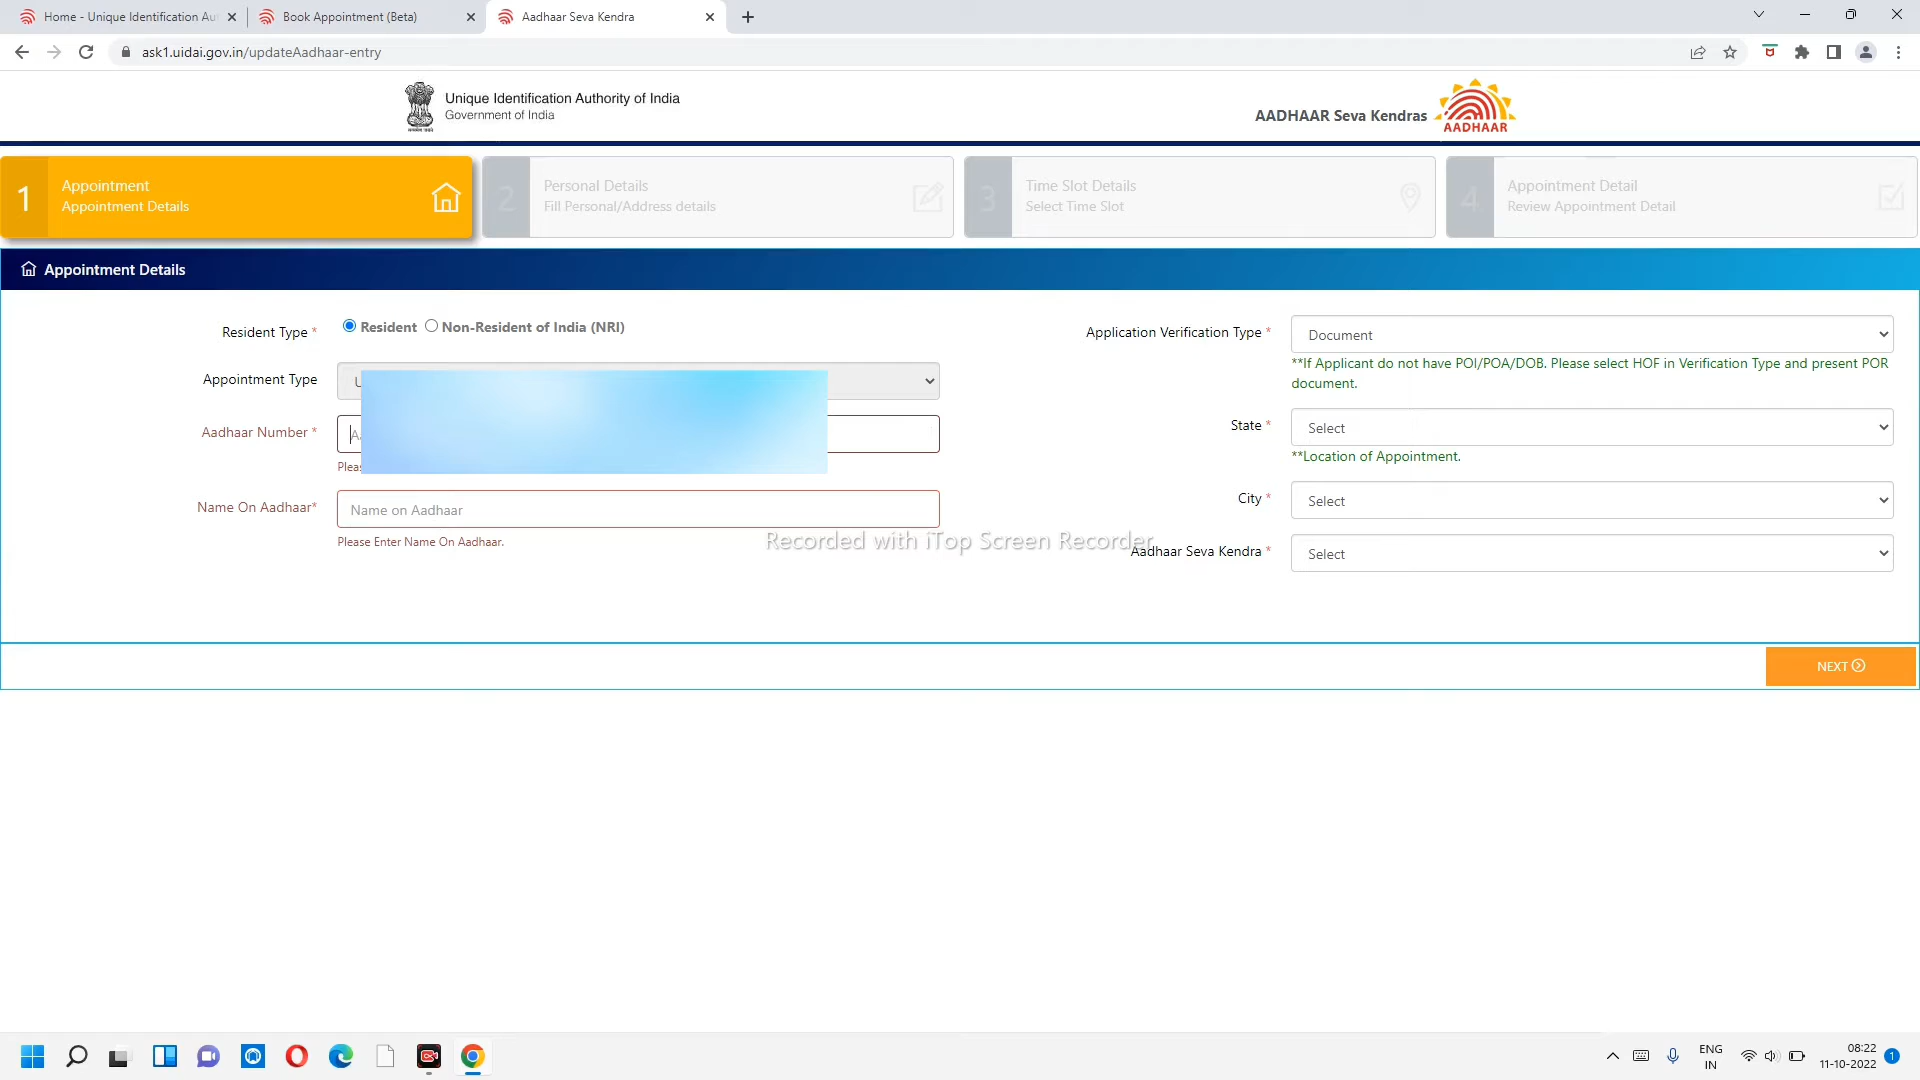 Home - Unique Identification Au
Book Appointment (Beta)
Aadhaar Seva Kendra
ask1.uidai.gov.in/updateAadhaar-entry
Unique Identification Authority of India
Government of India
AADHAAR Seva Kendras
AADHAAR
1
Appointment
Appointment Details
2
Personal Details
Fill Personal/Address details
3
Time Slot Details
Select Time Slot
4
Appointment Detail
Review Appointment Detail
Appointment Details
Resident Type *
Resident
Non-Resident of India (NRI)
Appointment Type
Aadhaar Number *
Name On Aadhaar*
Name on Aadhaar
Please Enter Name On Aadhaar.
Application Verification Type *
Document
**If Applicant do not have POI/POA/DOB. Please select HOF in Verification Type and present POR
document.
State *
Select
**Location of Appointment.
City *
Select
Recorded with iTop Screen Recorder
Aadhaar Seva Kendra *
Select
NEXT
ENG
IN
08:22
11-10-2022
1